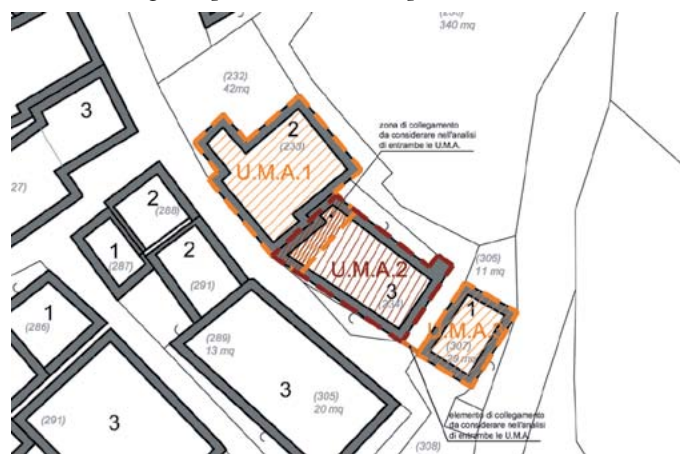 340 mq
(232)
42mq
3
2
(233)
zona di collegamento
da considerare nell'analisi
di entrambe le U.M.A.
U.M.A.1
27)
2
(288)
1
(287)
2
(291)
U.M.A.2
3
(234)
(306)
11 mq
1
(286)
(289)
13 mq
1
U.M.A.3
(307)
3
(305)
20 mq
(291)
3
elemento di collegamento
da considerare nell'analisi
di entrambe le U.M.A.
(308)